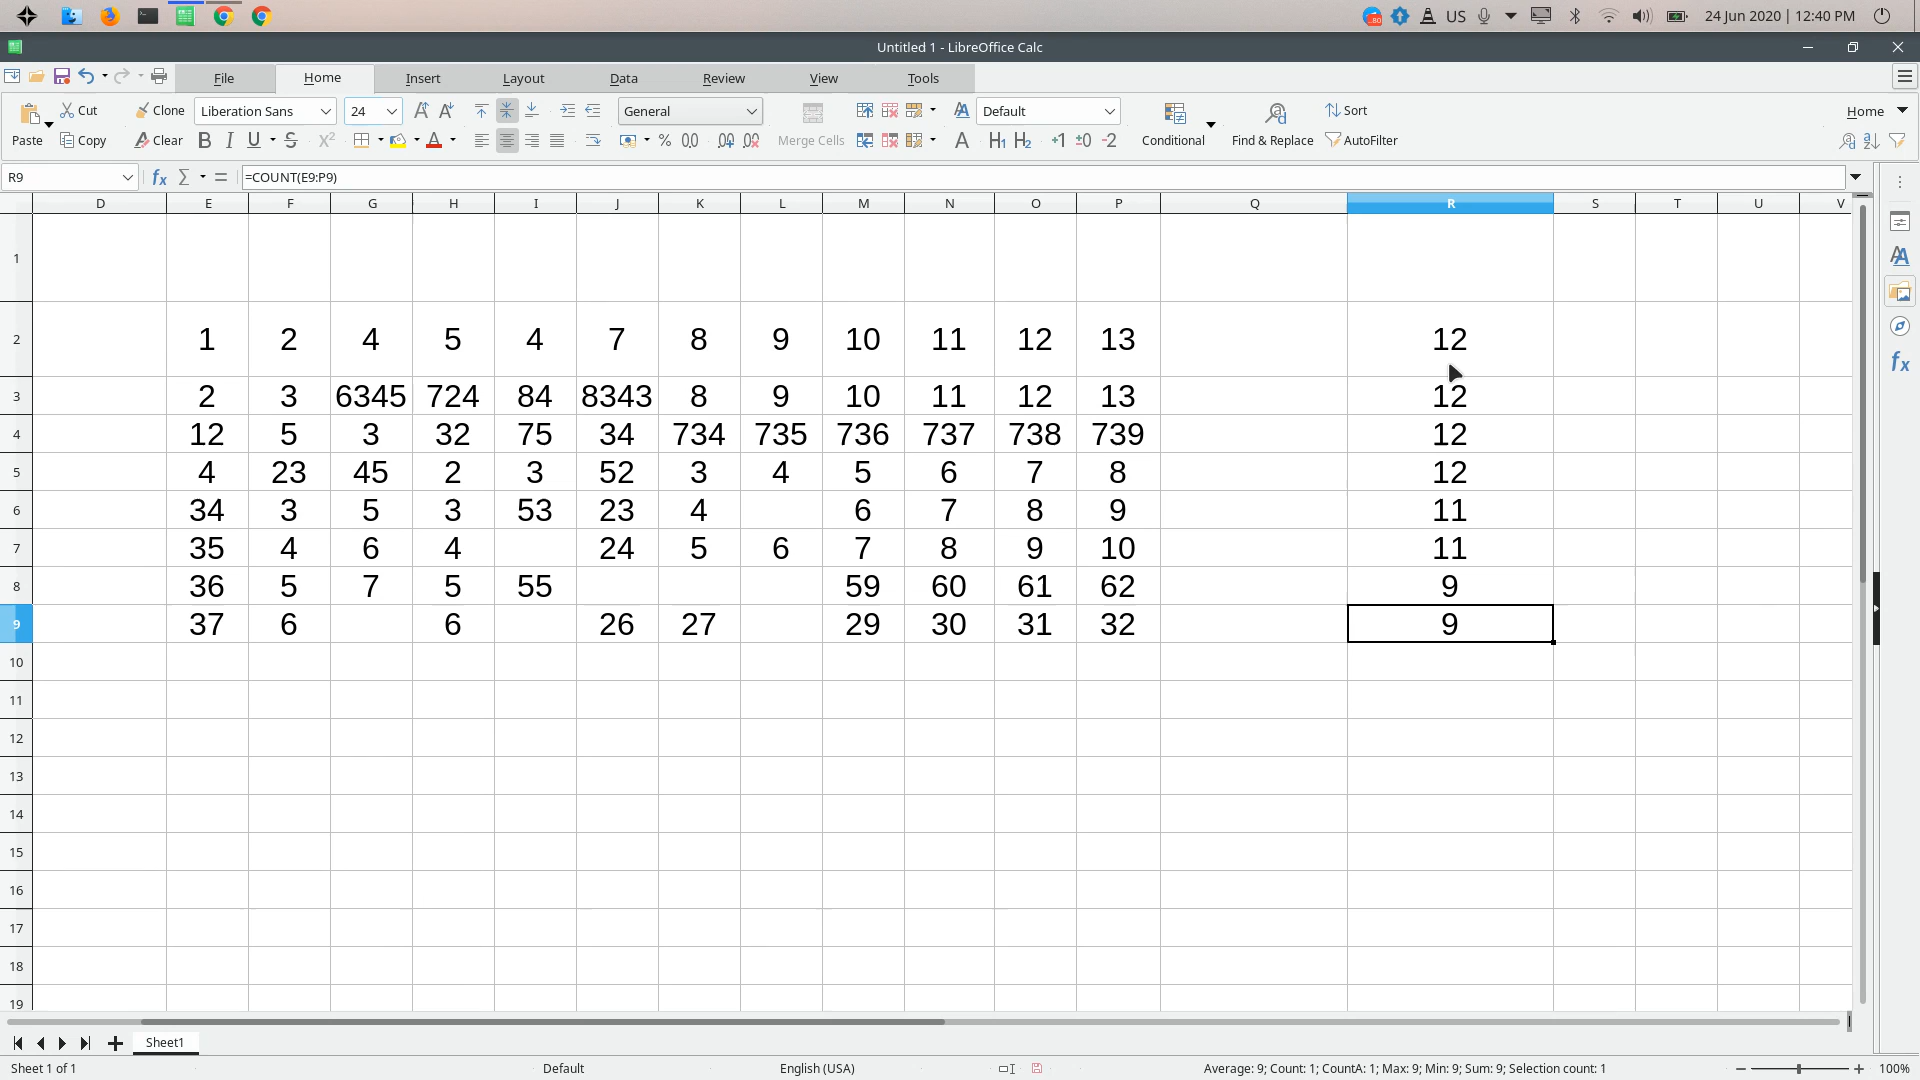 80 US 24 Jun 2020 | 12:40 PM
Untitled 1 - LibreOffice Calc
File Home Insert Layout Data Review View Tools
Cut Clone Liberation Sans 24 General Default Sort Home
Paste Copy Clear B I U S X² % 0.0 Merge Cells A H1 H2 +1 ±0 -2 Conditional Find & Replace AutoFilter
R9 fx Σ = =COUNT(E9:P9)
D E F G H I J K L M N O P Q R S T U V
1
2 1 2 4 5 4 7 8 9 10 11 12 13 12
3 2 3 6345 724 84 8343 8 9 10 11 12 13 12
4 12 5 3 32 75 34 734 735 736 737 738 739 12
5 4 23 45 2 3 52 3 4 5 6 7 8 12
6 34 3 5 3 53 23 4 6 7 8 9 11
7 35 4 6 4 24 5 6 7 8 9 10 11
8 36 5 7 5 55 59 60 61 62 9
9 37 6 6 26 27 29 30 31 32 9
10
11
12
13
14
15
16
17
18
19
Sheet1
Sheet 1 of 1 Default English (USA) Average: 9; Count: 1; CountA: 1; Max: 9; Min: 9; Sum: 9; Selection count: 1 100%